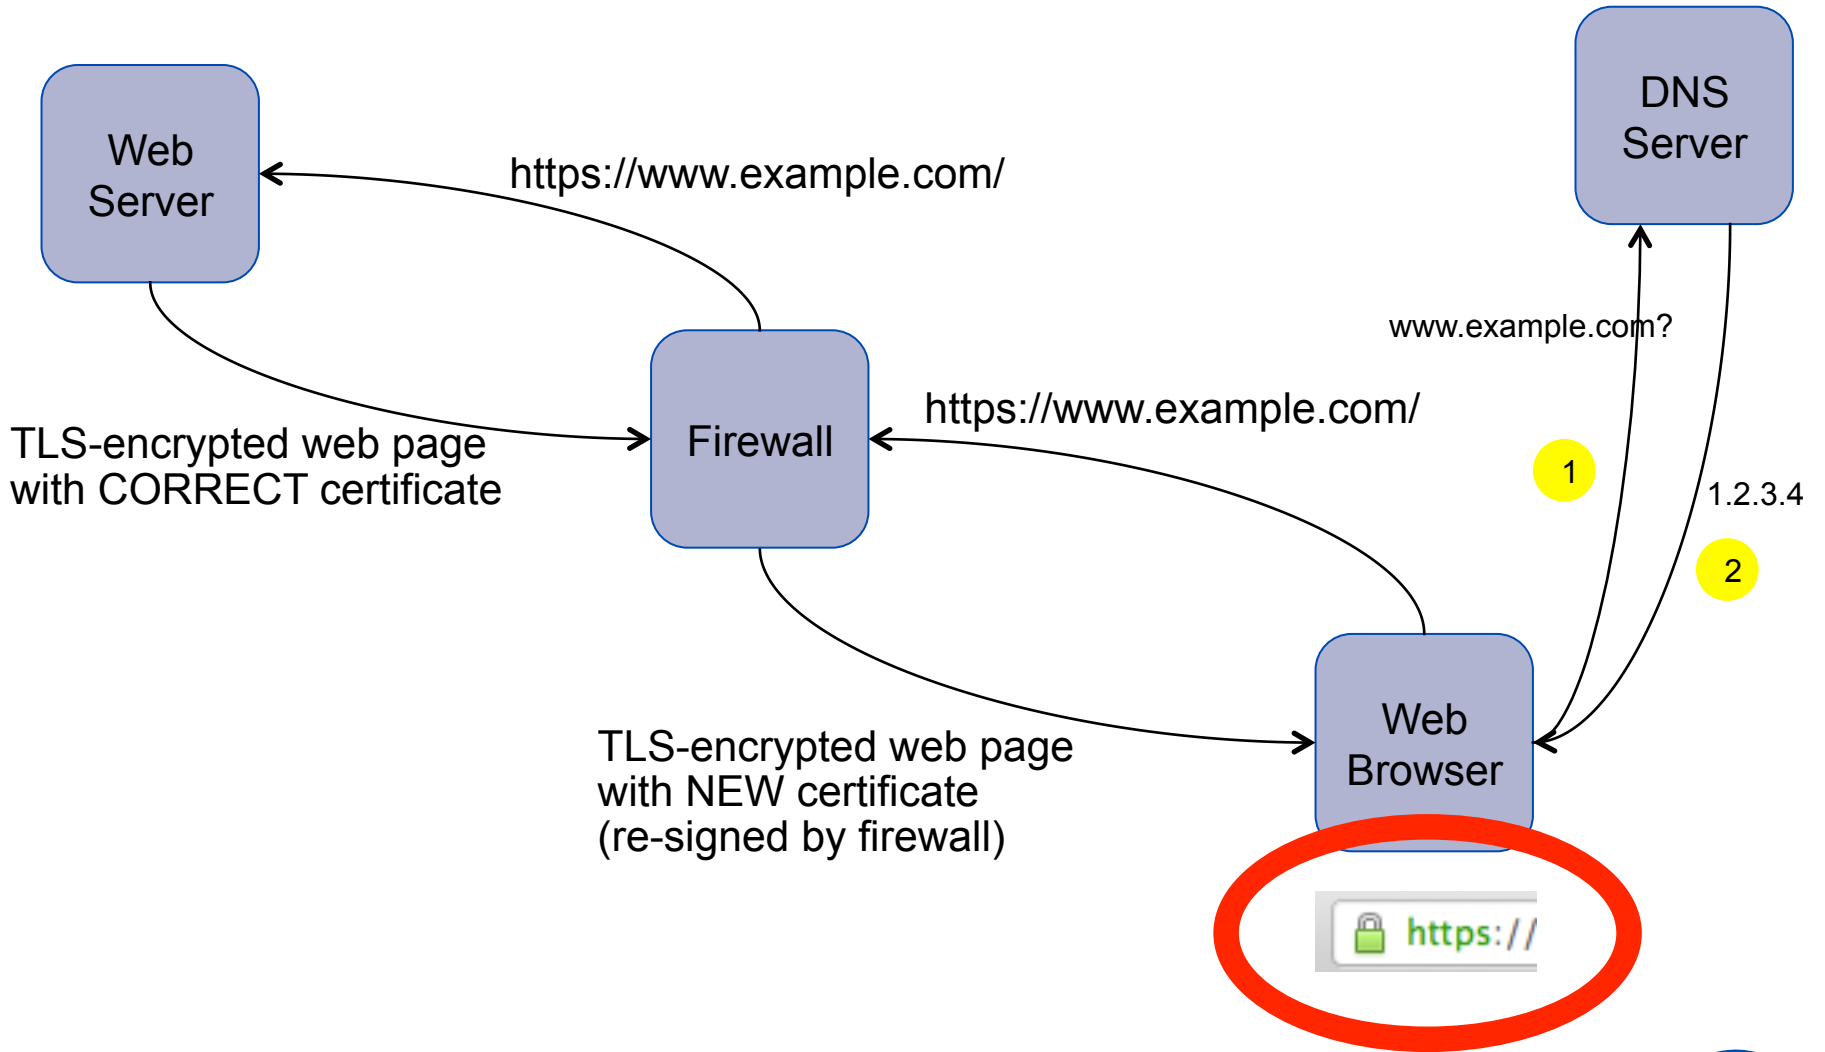 DNS
Server
Web
Server
https://www.example.com/
www.example.com?
https://www.example.com/
TLS-encrypted web page
with CORRECT certificate
Firewall
1
1.2.3.4
2
TLS-encrypted web page
with NEW certificate
(re-signed by firewall)
Web
Browser
https://